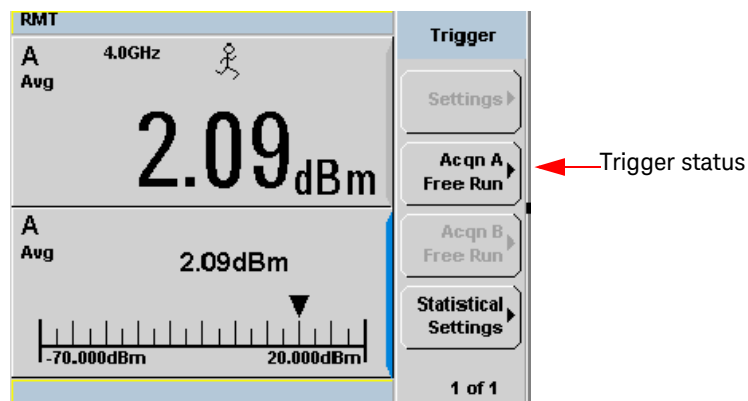 RMT
A 4.0GHz
Avg
2.09dBm
A
Avg
2.09dBm
-70.000dBm 20.000dBm
Trigger
Settings
Acqn A
Free Run
Acqn B
Free Run
Statistical
Settings
1 of 1
Trigger status